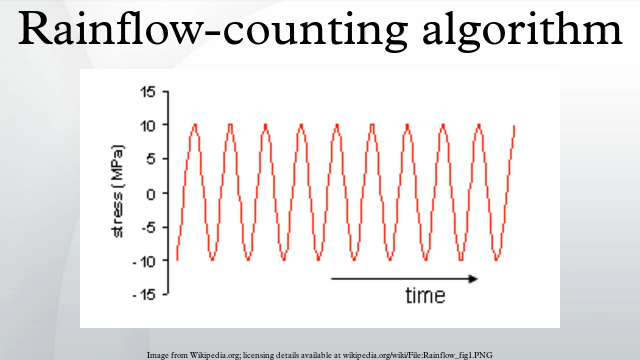 Rainflow-counting algorithm
15
10
5
0
-5
-10
-15
stress (MPa)
time
Image from Wikipedia.org; licensing details available at wikipedia.org/wiki/File:Rainflow_fig1.PNG